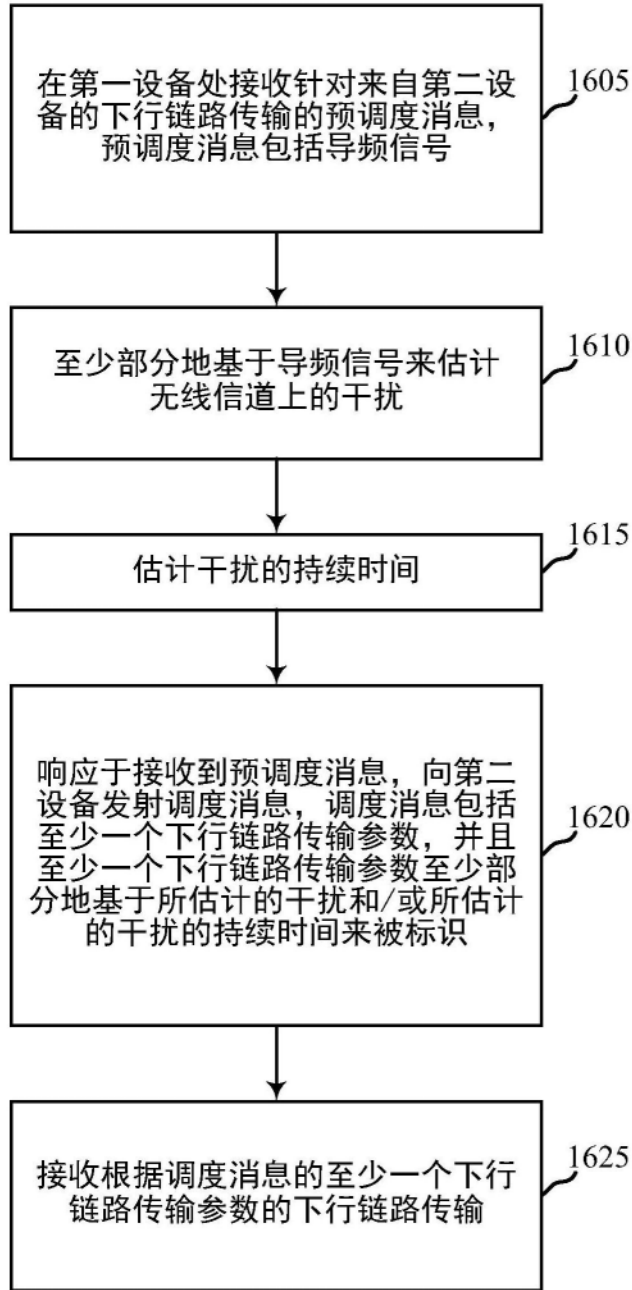 在第一设备处接收针对来自第二设
备的下行链路传输的预调度消息，
预调度消息包括导频信号
1605
至少部分地基于导频信号来估计
无线信道上的干扰
1610
估计干扰的持续时间
1615
响应于接收到预调度消息，向第二
设备发射调度消息，调度消息包括
至少一个下行链路传输参数，并且
至少一个下行链路传输参数至少部
分地基于所估计的干扰和/或所估计
的干扰的持续时间来被标识
1620
接收根据调度消息的至少一个下行
链路传输参数的下行链路传输
1625